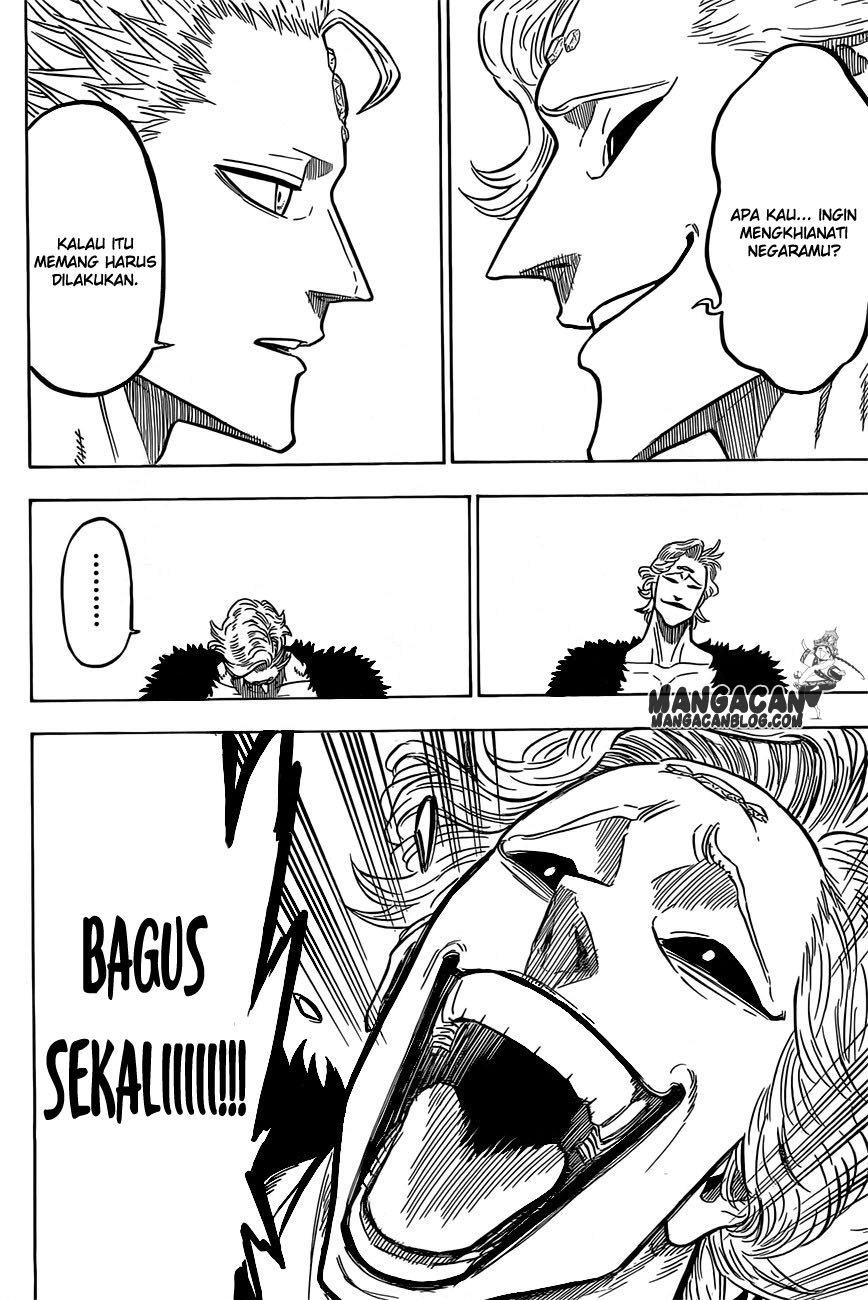 APA KAU... INGIN
MENGKHIANATI
NEGARAMU?
KALAU ITU
MEMANG HARUS
DILAKUKAN.
.........
MANGACAN
MANGACANBLOG.COM
BAGUS
SEKALIIIII!!!